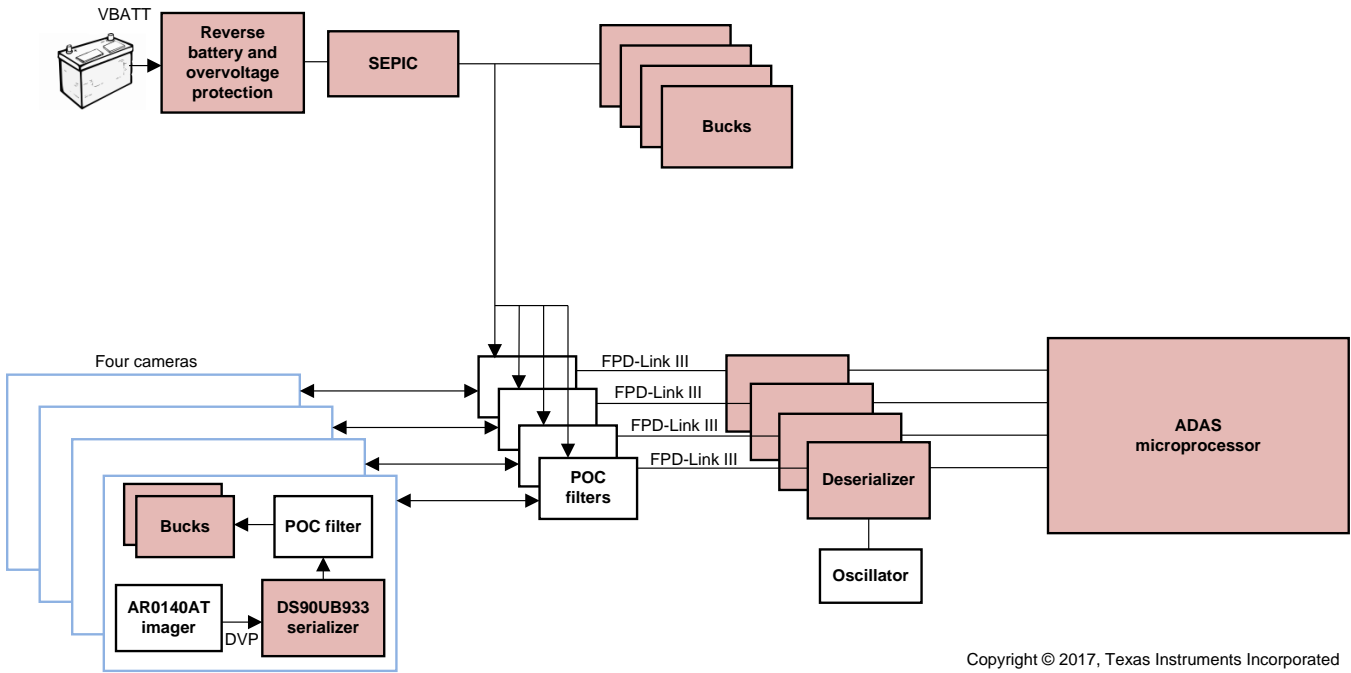 VBATT
Reverse
battery and
overvoltage
protection
SEPIC
Bucks
Four cameras
FPD-Link III
FPD-Link III
FPD-Link III
FPD-Link III
POC
filters
Deserializer
ADAS
microprocessor
Oscillator
Bucks
POC filter
AR0140AT
imager
DVP
DS90UB933
serializer
Copyright © 2017, Texas Instruments Incorporated